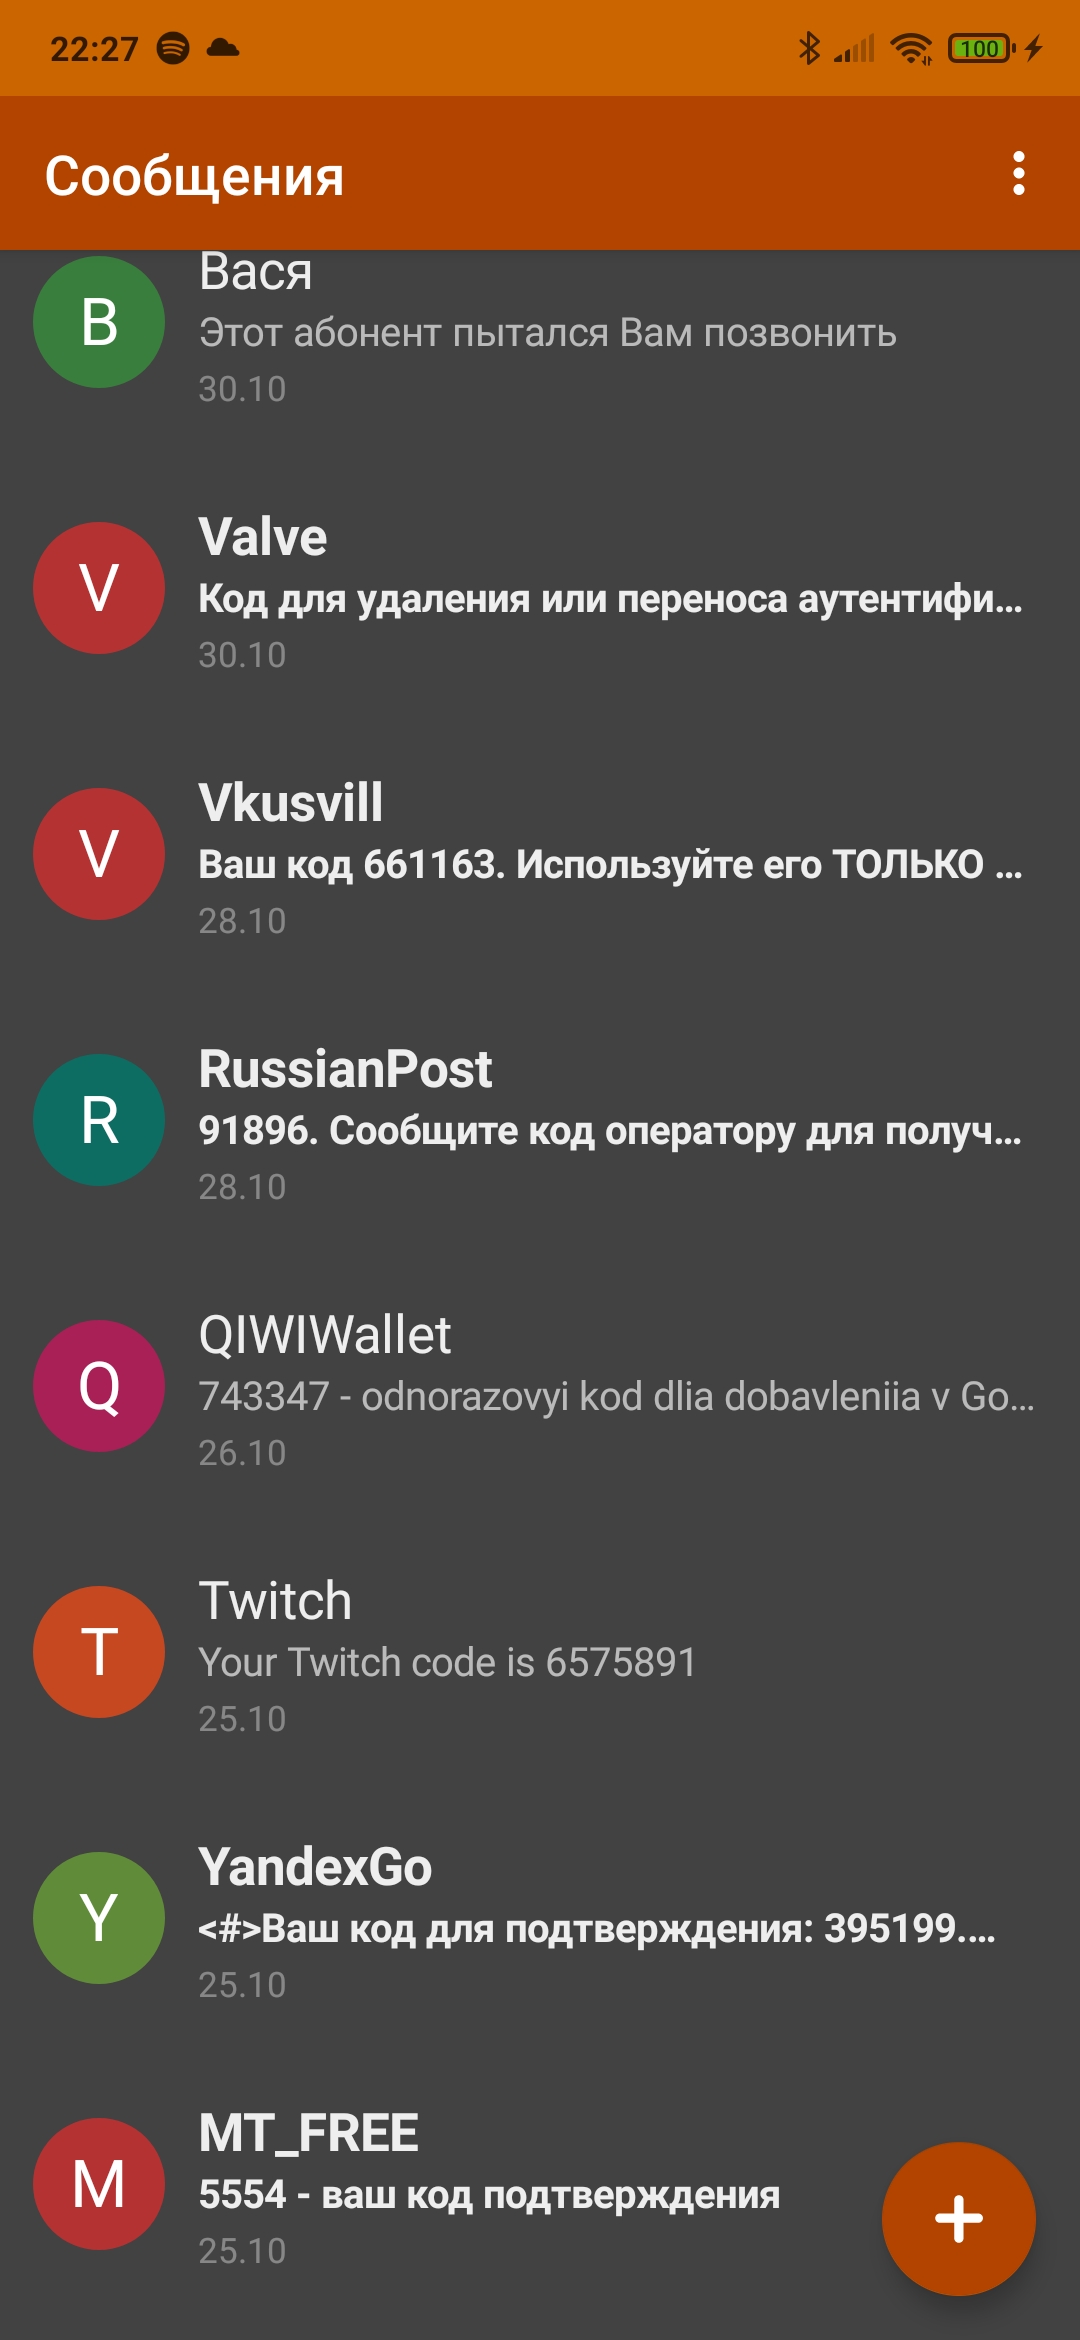 22:27
100
Сообщения
В
Вася
Этот абонент пытался Вам позвонить
30.10
V
Valve
Код для удаления или переноса аутентифи…
30.10
V
Vkusvill
Ваш код 661163. Используйте его ТОЛЬКО …
28.10
R
RussianPost
91896. Сообщите код оператору для получ…
28.10
Q
QIWIWallet
743347 - odnorazovyi kod dlia dobavleniia v Go…
26.10
T
Twitch
Your Twitch code is 6575891
25.10
Y
YandexGo
<#>Ваш код для подтверждения: 395199.…
25.10
M
MT_FREE
5554 - ваш код подтверждения
25.10